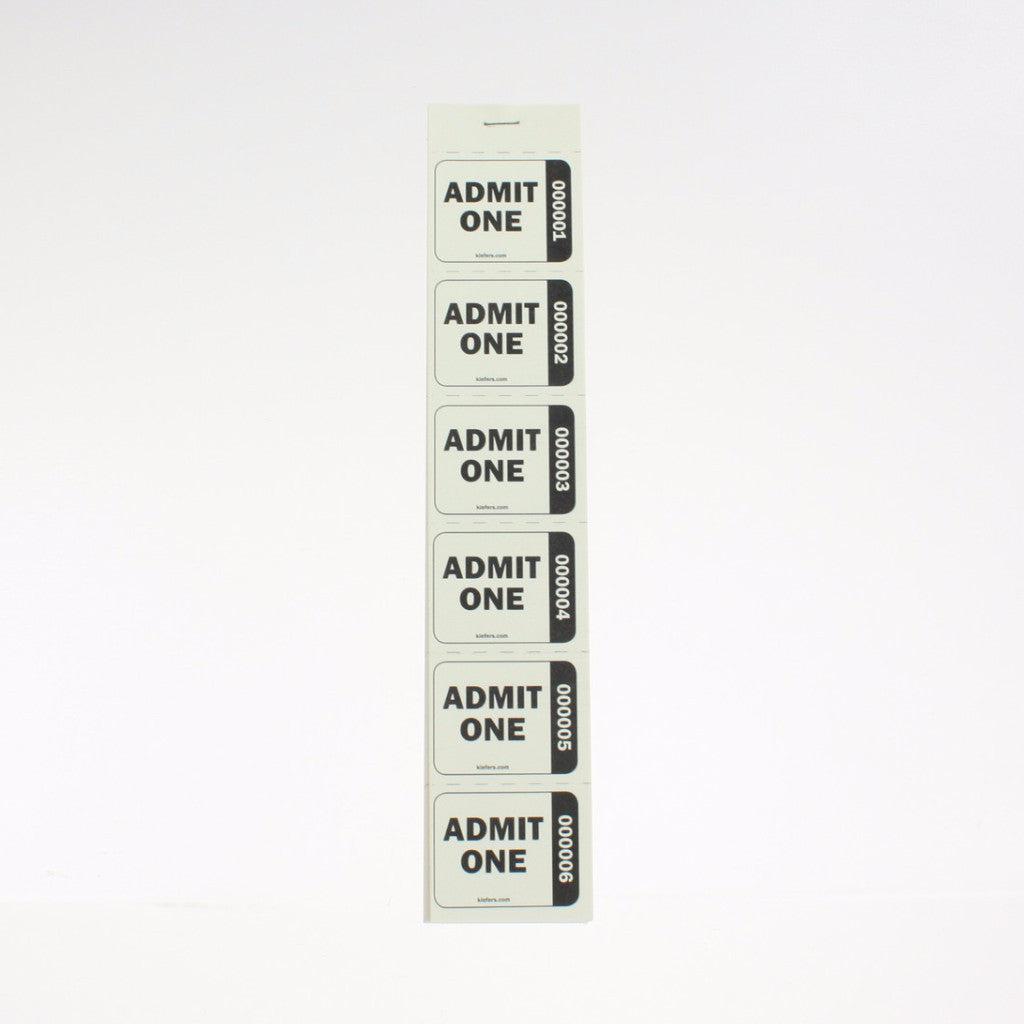 ADMIT
ONE
kiefers.com
000001
ADMIT
ONE
kiefers.com
000002
ADMIT
ONE
kiefers.com
000003
ADMIT
ONE
kiefers.com
000004
ADMIT
ONE
kiefers.com
000005
ADMIT
ONE
kiefers.com
000006